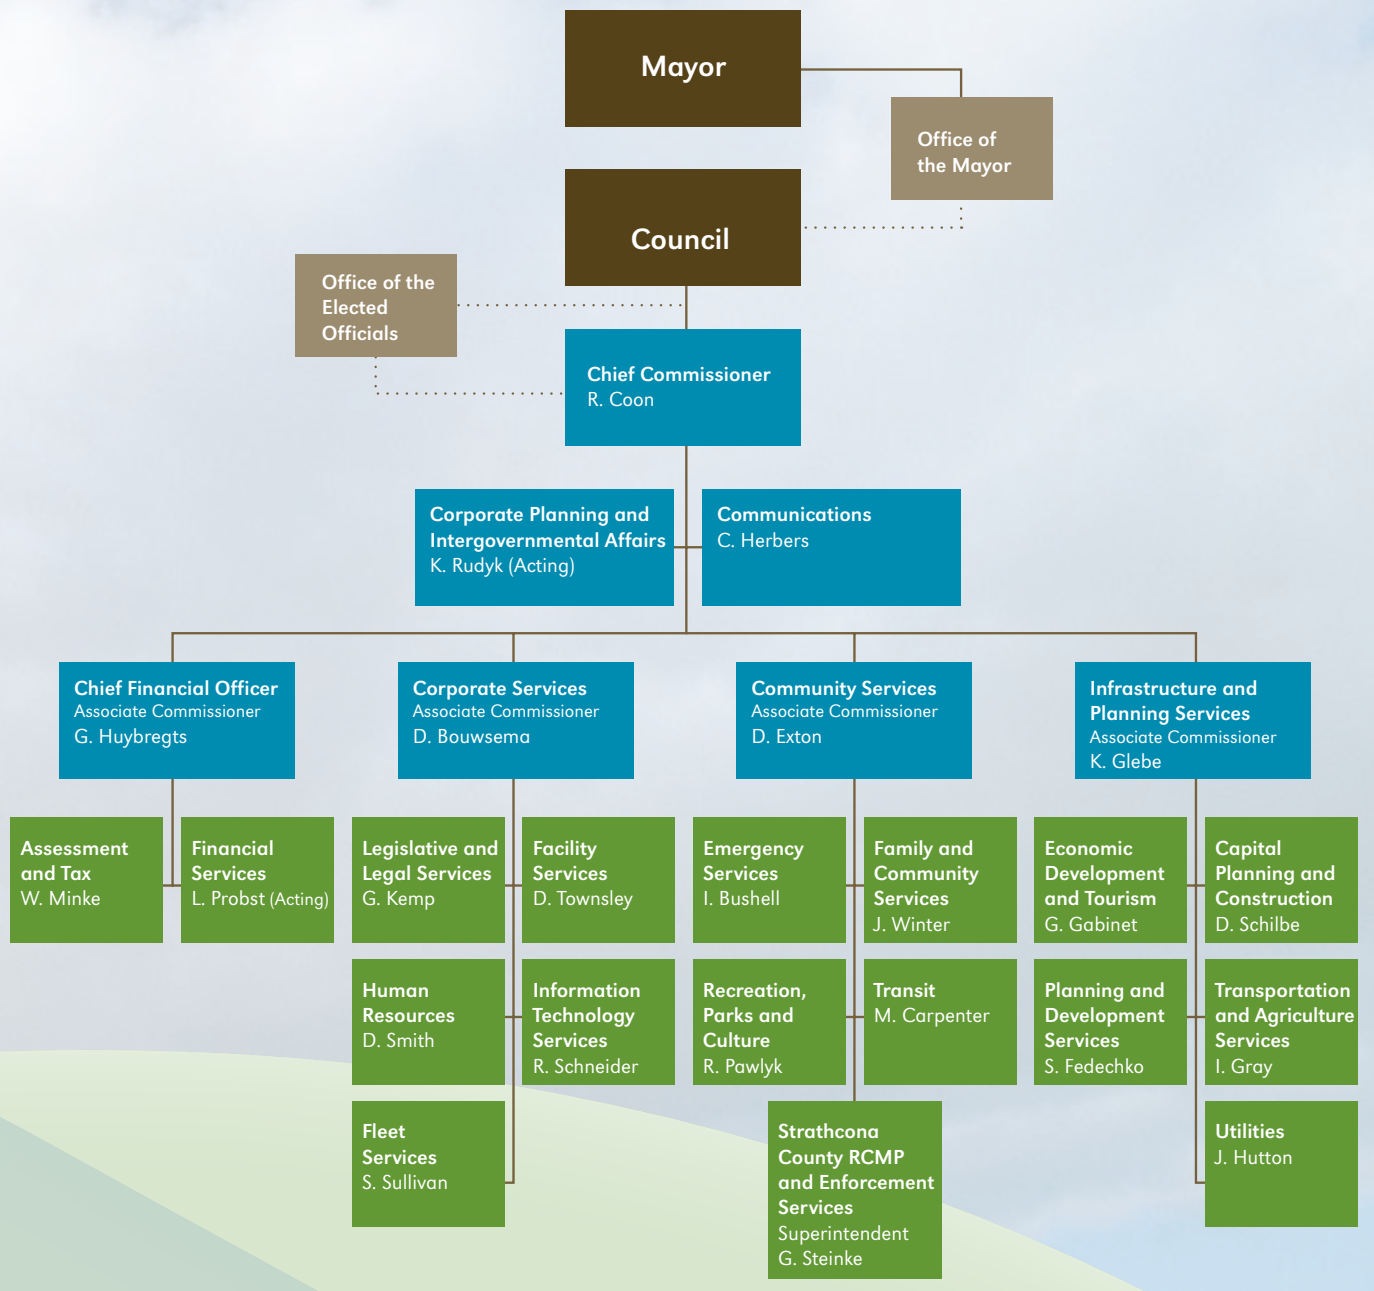 Mayor
Office of
the Mayor
Council
Office of the
Elected
Officials
Chief Commissioner
R. Coon
Corporate Planning and
Intergovernmental Affairs
K. Rudyk (Acting)
Communications
C. Herbers
Chief Financial Officer
Associate Commissioner
G. Huybregts
Corporate Services
Associate Commissioner
D. Bouwsema
Community Services
Associate Commissioner
D. Exton
Infrastructure and
Planning Services
Associate Commissioner
K. Glebe
Assessment
and Tax
W. Minke
Financial
Services
L. Probst (Acting)
Legislative and
Legal Services
G. Kemp
Facility
Services
D. Townsley
Emergency
Services
I. Bushell
Family and
Community
Services
J. Winter
Economic
Development
and Tourism
G. Gabinet
Capital
Planning and
Construction
D. Schilbe
Human
Resources
D. Smith
Information
Technology
Services
R. Schneider
Recreation,
Parks and
Culture
R. Pawlyk
Transit
M. Carpenter
Planning and
Development
Services
S. Fedechko
Transportation
and Agriculture
Services
I. Gray
Fleet
Services
S. Sullivan
Strathcona
County RCMP
and Enforcement
Services
Superintendent
G. Steinke
Utilities
J. Hutton